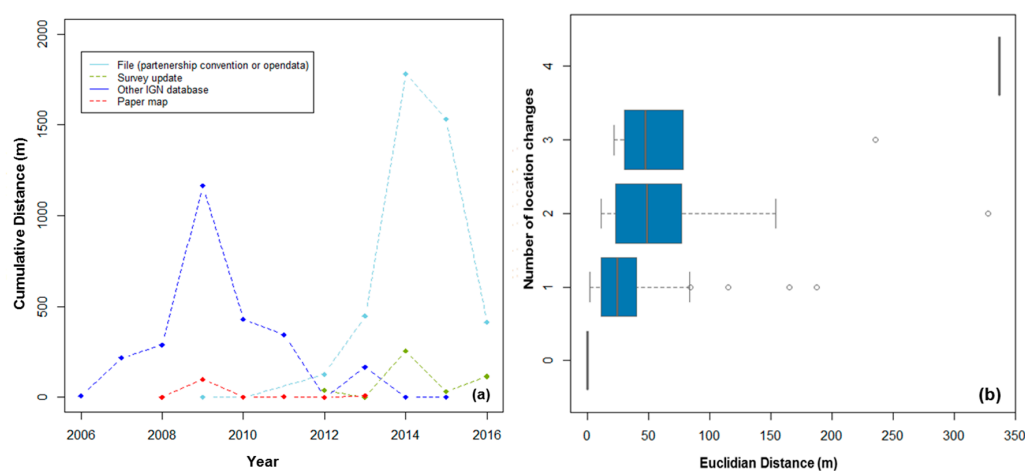 2000
1500
1000
500
0
Cumulative Distance (m)
File (partenership convention or opendata)
Survey update
Other IGN database
Paper map
(a)
2006 2008 2010 2012 2014 2016
Year
4
3
2
1
0
Number of location changes
(b)
0 50 100 150 200 250 300 350
Euclidian Distance (m)